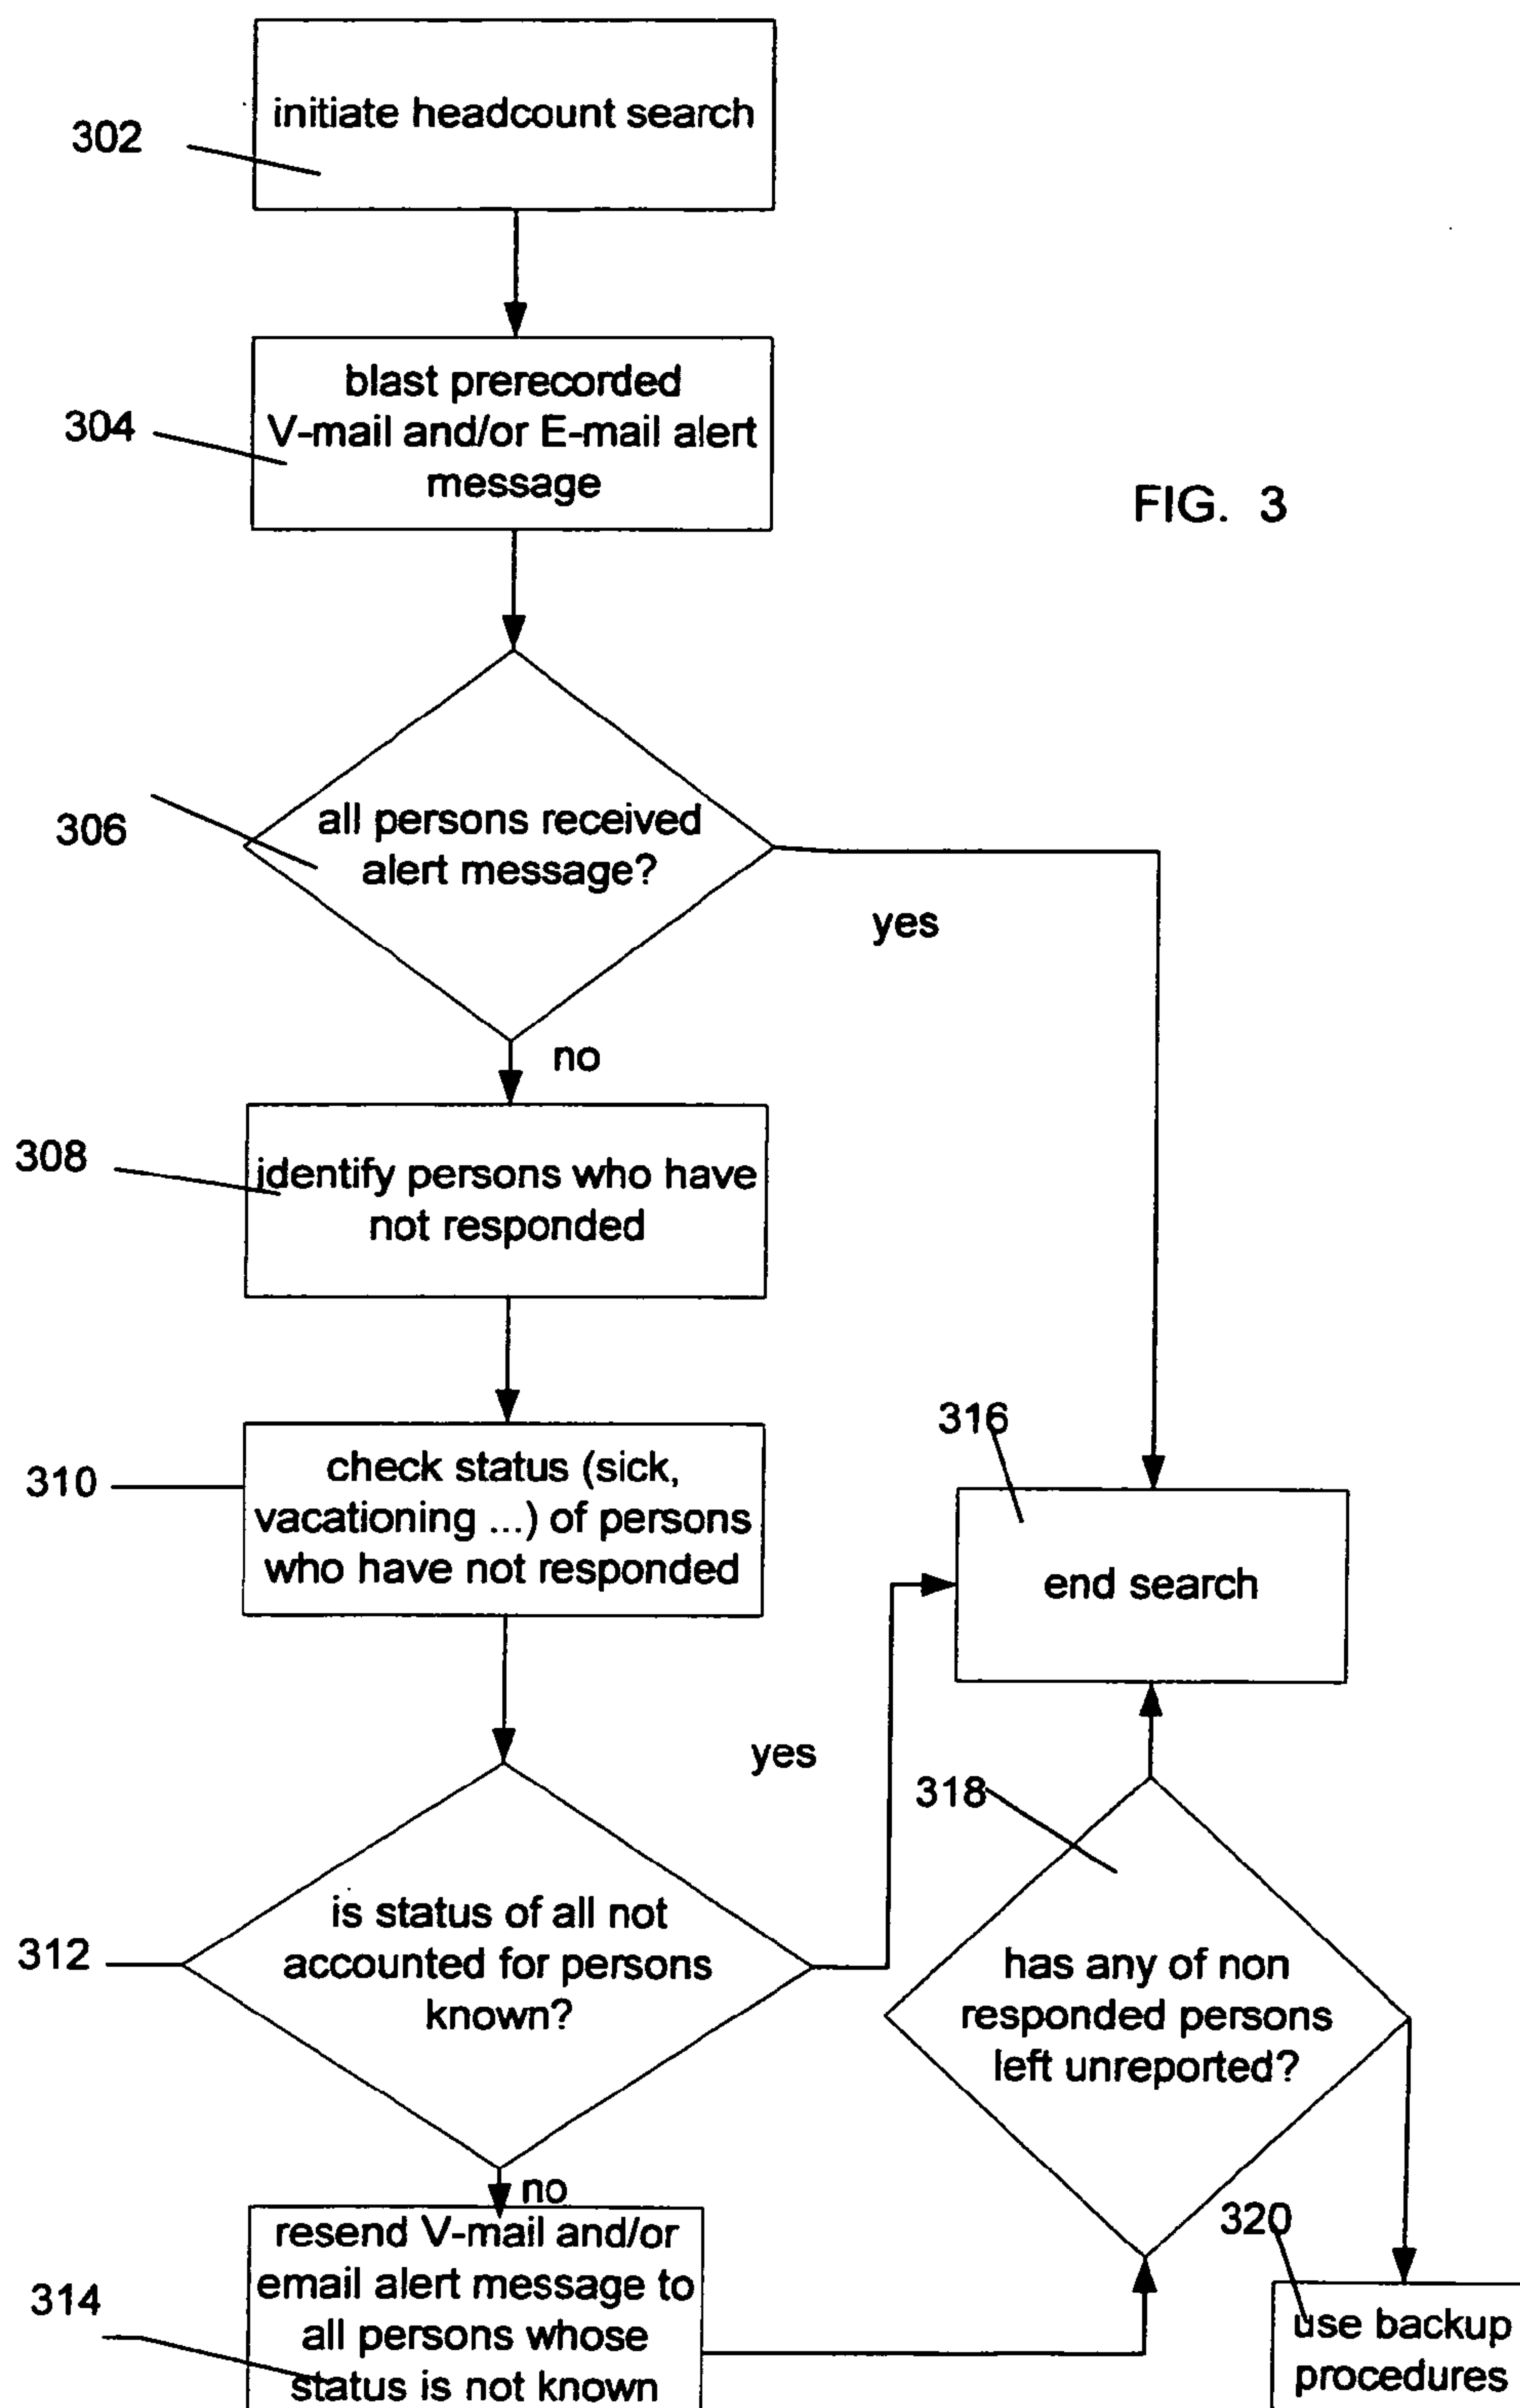 initiate headcount search
302
blast prerecorded
V-mail and/or E-mail alert
message
304
FIG. 3
all persons received
alert message?
306
yes
no
308
identify persons who have
not responded
310
check status (sick,
vacationing ...) of persons
who have not responded
316
end search
yes
318
312
is status of all not
accounted for persons
known?
has any of non
responded persons
left unreported?
no
314
resend V-mail and/or
email alert message to
all persons whose
status is not known
320
use backup
procedures